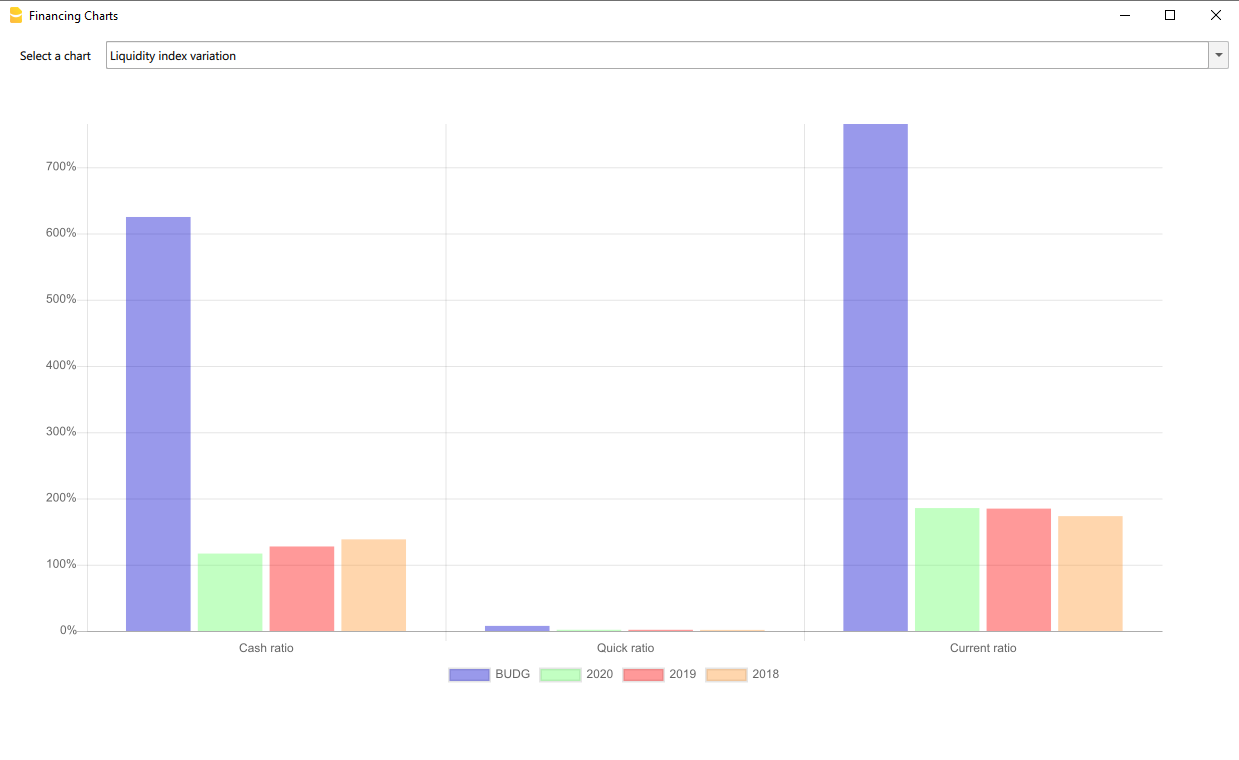 Financing Charts
Select a chart Liquidity index variation
700%
600%
500%
400%
300%
200%
100%
0%
Cash ratio Quick ratio Current ratio
BUDG 2020 2019 2018